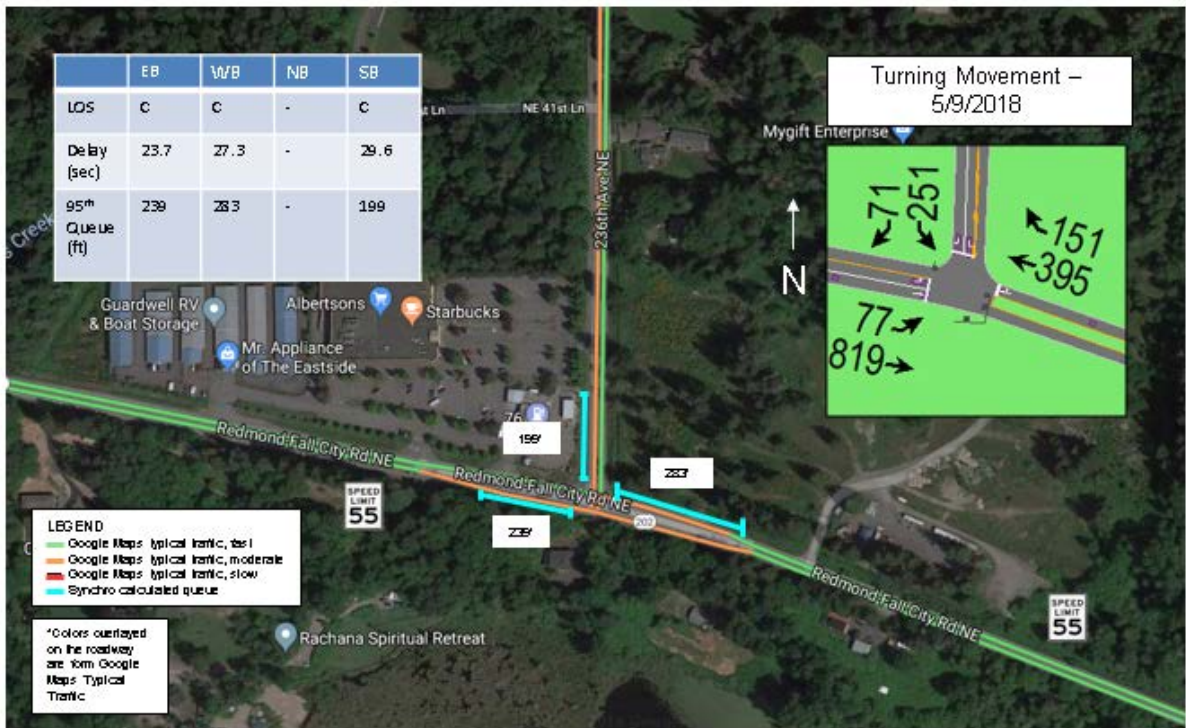 EB WB NB SB
LOS C C - C
Delay (sec) 23.7 27.3 - 29.6
95th Queue (ft) 239 283 - 199
Turning Movement –
5/9/2018
NE 41st Ln
Mygift Enterprise
71
251
151
395
77
819
N
236th Ave NE
Creek
Guardwell RV
& Boat Storage
Albertsons
Starbucks
Mr. Appliance
of The Eastside
76
199'
283'
239'
Redmond Fall City Rd NE
Redmond Fall City Rd NE
202
Redmond Fall City Rd NE
SPEED
LIMIT
55
SPEED
LIMIT
55
LEGEND
Google Maps typical traffic, fast
Google Maps typical traffic, moderate
Google Maps typical traffic, slow
Synchro calculated queue
*Colors overlayed
on the roadway
are form Google
Maps Typical
Traffic
Rachana Spiritual Retreat